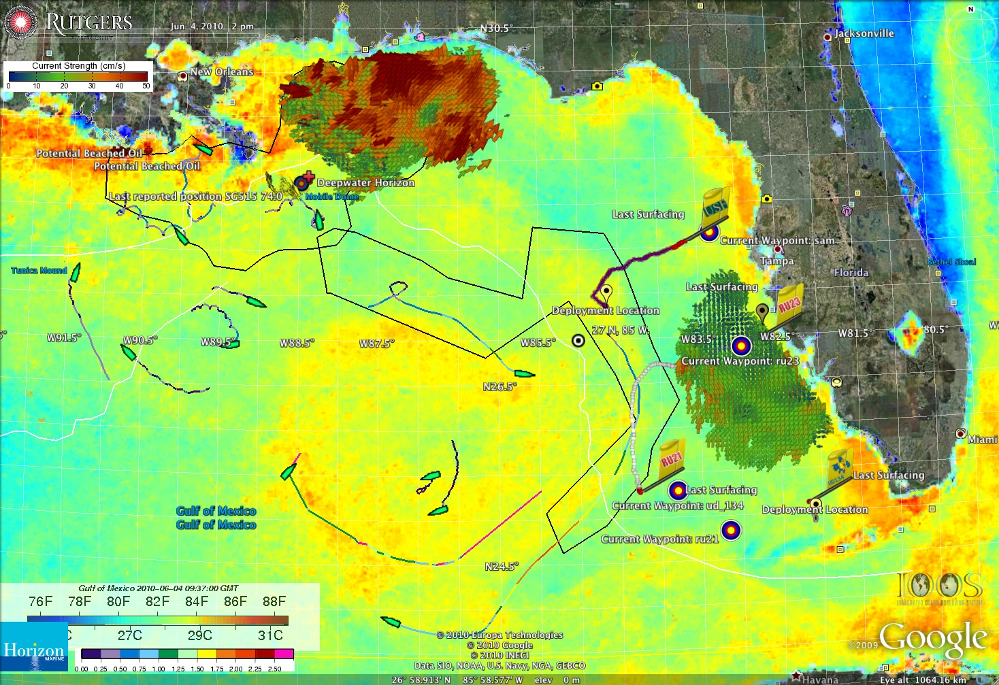 RUTGERS
Jun 4, 2010 2 pm
N30.5°
N
Jacksonville
Current Strength (cm/s)
0 10 20 30 40 50
New Orleans
Potential Beached Oil
Potential Beached Oil
Deepwater Horizon
Last reported position SG515 74:0
Mobile Dome
Last Surfacing
USF
Current Waypoint: sam
Tampa
Tunica Mound
Florida
Bethel Shoal
Last Surfacing
RU23
Deployment Location
27 N, 85 W.
W91.5°
W90.5°
W89.5°
W88.5°
W87.5°
W85.5°
W83.5°
W82.5°
W81.5°
80.5°
Current Waypoint: ru23
N26.5°
Miami
RU21
UD134
Last Surfacing
Last Surfacing
Current Waypoint: ud_134
Deployment Location
Gulf of Mexico
Gulf of Mexico
Current Waypoint: ru21
N24.5°
Gulf of Mexico 2010-06-04 09:37:00 GMT
76F 78F 80F 82F 84F 86F 88F
C 27C 29C 31C
IOOS
INTEGRATED OCEAN OBSERVING SYSTEM
Horizon
MARINE
0.00 0.25 0.50 0.75 1.00 1.25 1.50 1.75 2.00 2.25 2.50
© 2010 Europa Technologies
© 2010 Google
© 2010 INEGI
Data SIO, NOAA, U.S. Navy, NGA, GEBCO
©2009 Google
26° 58.913' N 85° 58.577' W elev 0 m
Havana
Eye alt 1064.16 km